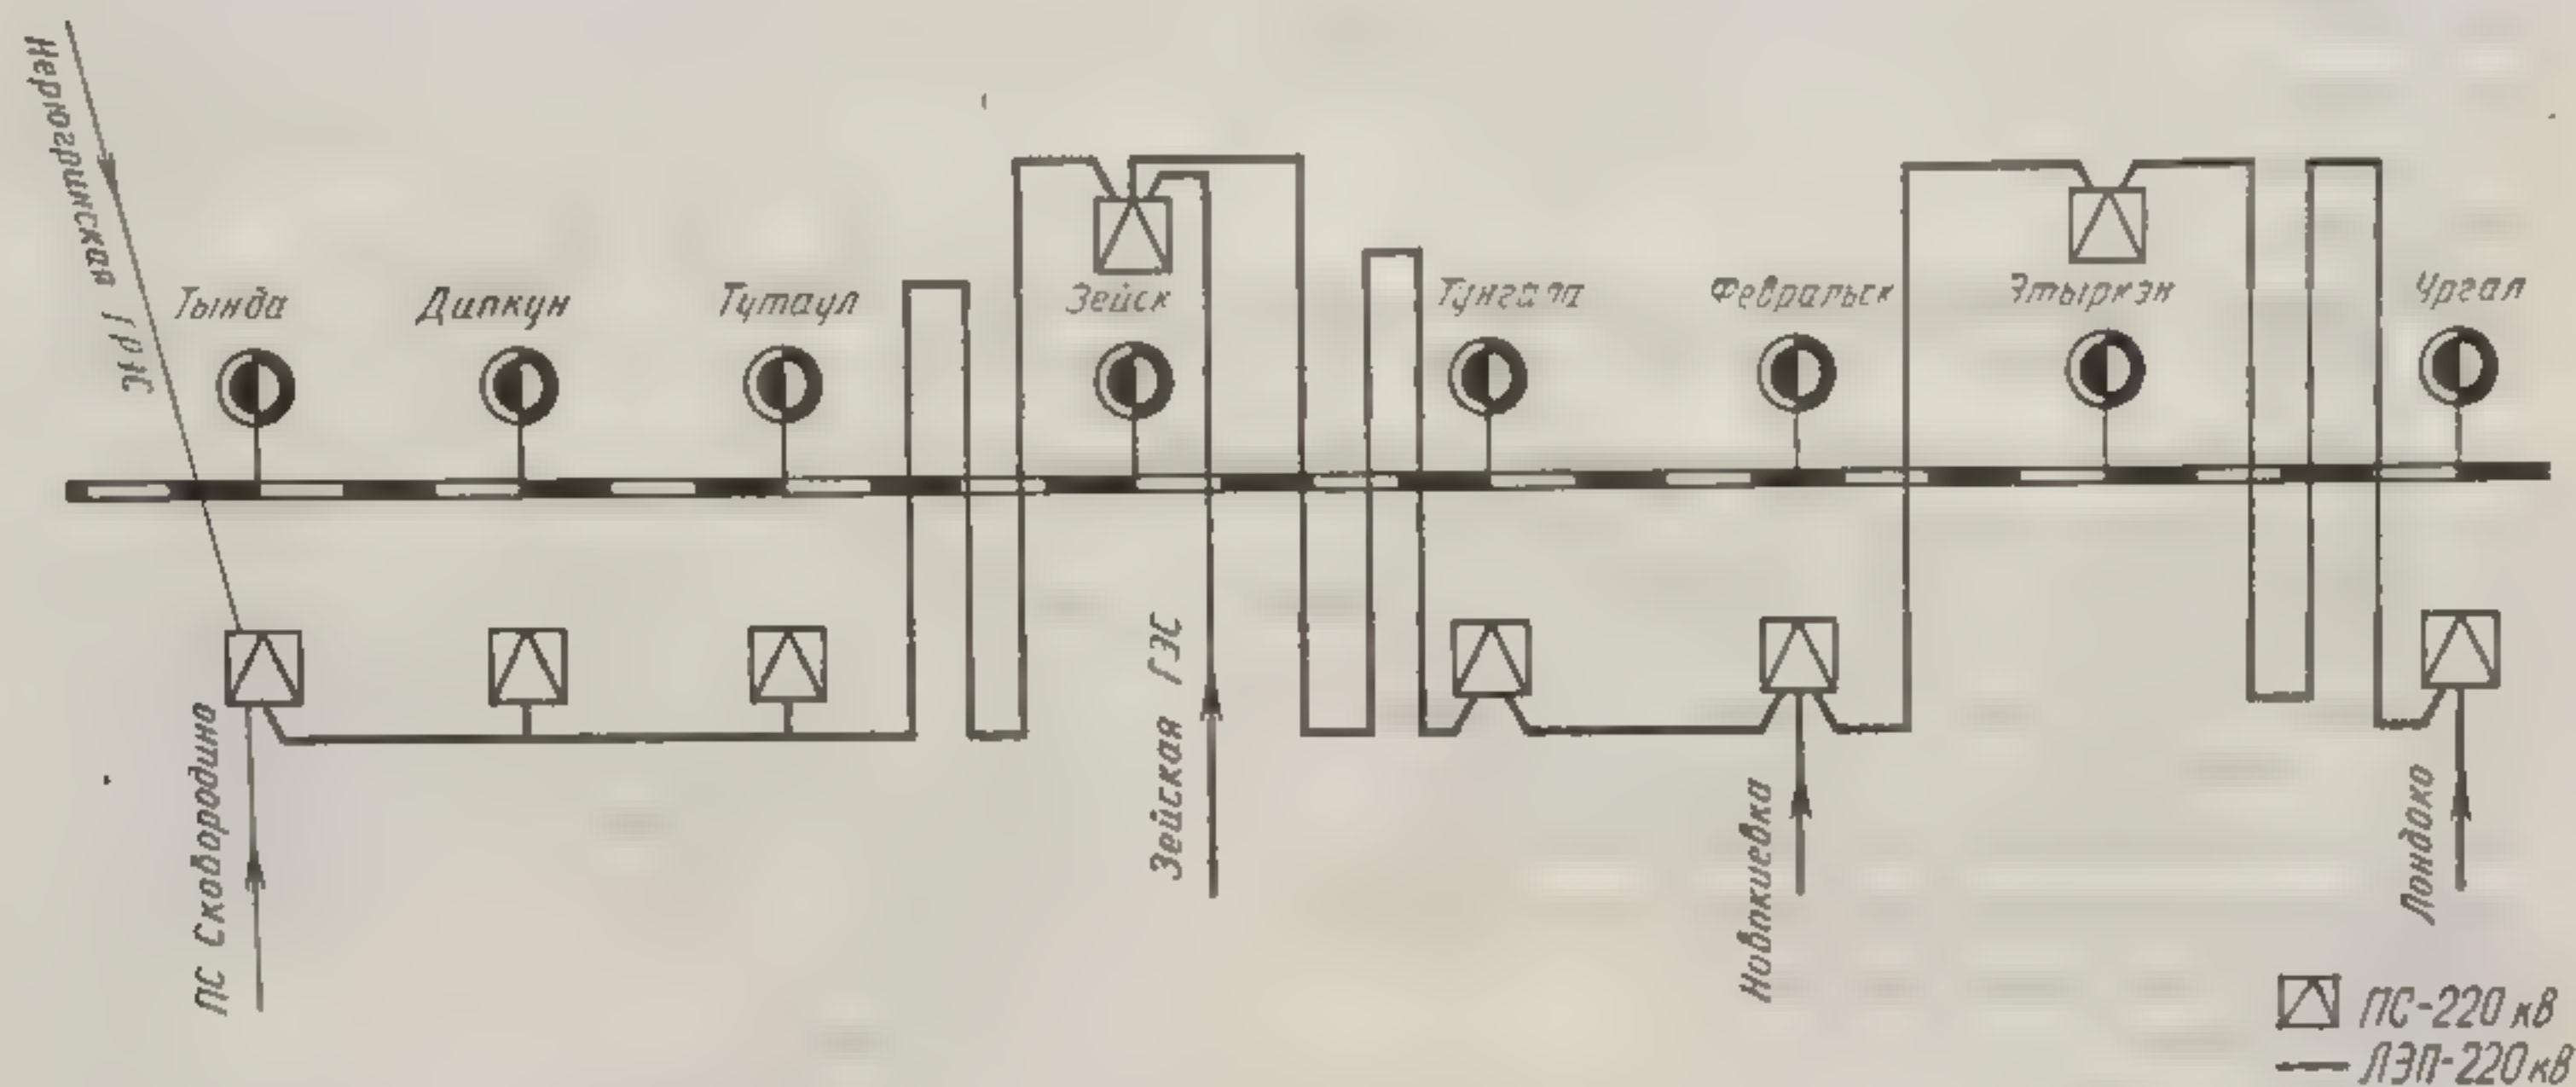 Нерюнгринская ГРЭС
Тында
Дипкун
Тутаул
Зейск
Тунгала
Февральск
Этыркэн
Ургал
ПС Сковородино
Зейская ГЭС
Новокиевка
Лондоко
ПС-220 кв
ЛЭП-220 кв